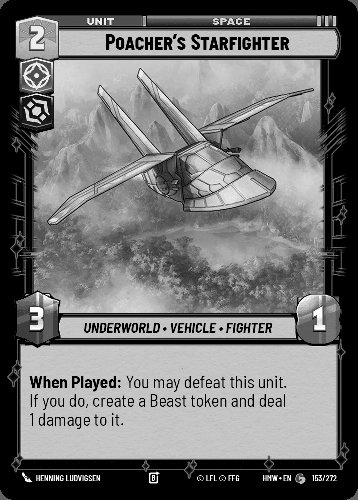 UNIT SPACE
2 POACHER'S STARFIGHTER
3 1
UNDERWORLD • VEHICLE • FIGHTER
When Played: You may defeat this unit.
If you do, create a Beast token and deal
1 damage to it.
HENNING LUDVIGSEN © LFL © FFG HMW • EN 153/272